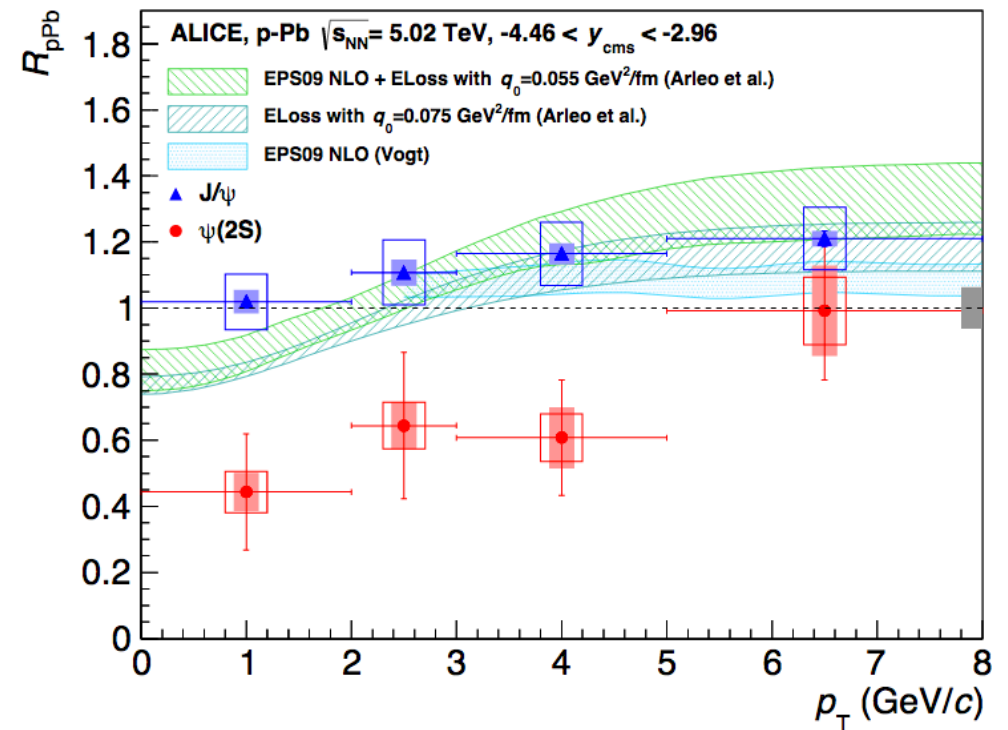 ALICE, p-Pb √sNN= 5.02 TeV, -4.46 < ycms < -2.96
EPS09 NLO + ELoss with q0=0.055 GeV2/fm (Arleo et al.)
ELoss with q0=0.075 GeV2/fm (Arleo et al.)
EPS09 NLO (Vogt)
J/ψ
ψ(2S)
RpPb
1.8
1.6
1.4
1.2
1
0.8
0.6
0.4
0.2
0
0 1 2 3 4 5 6 7 8
pT (GeV/c)